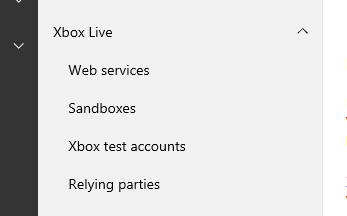 Xbox Live
Web services
Sandboxes
Xbox test accounts
Relying parties